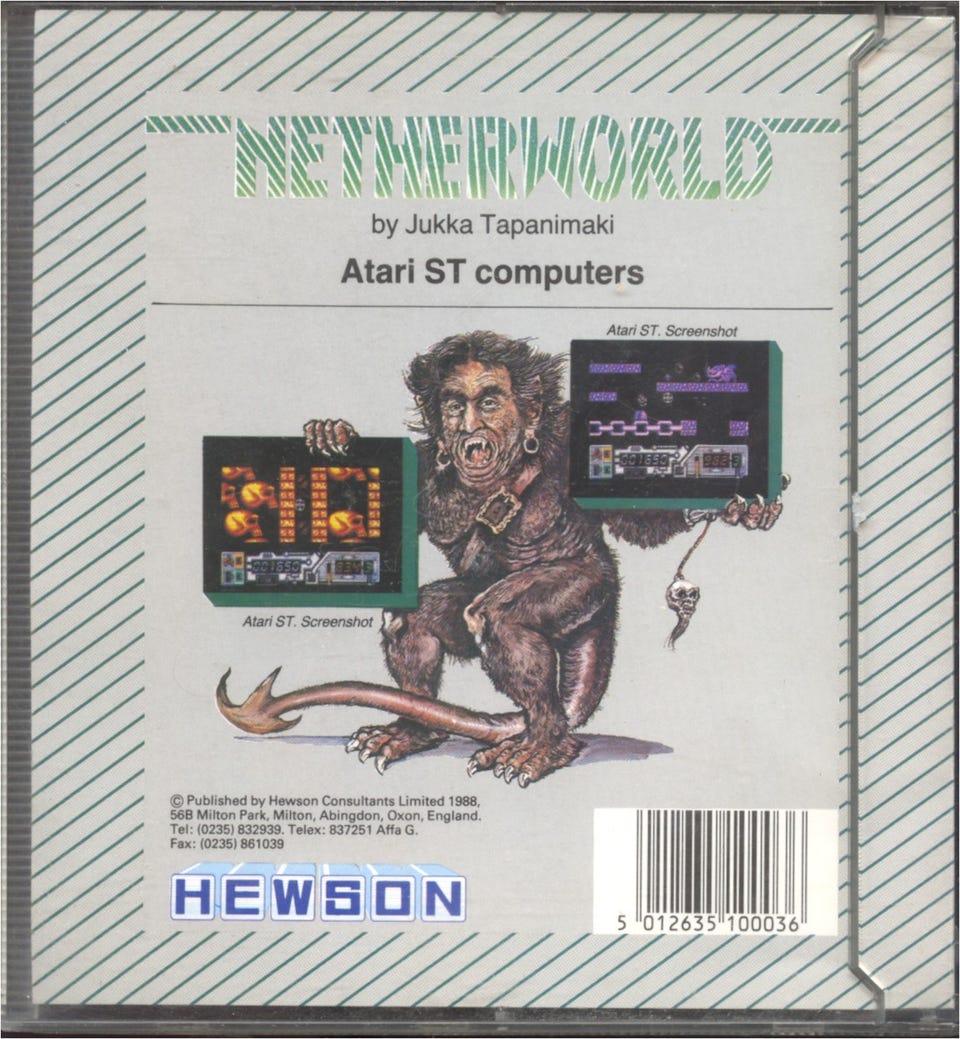 NETHERWORLD
by Jukka Tapanimaki
Atari ST computers
Atari ST. Screenshot
001650
Atari ST. Screenshot
001650
© Published by Hewson Consultants Limited 1988,
56B Milton Park, Milton, Abingdon, Oxon, England.
Tel: (0235) 832939. Telex: 837251 Affa G.
Fax: (0235) 861039
HEWSON
5 012635 100036